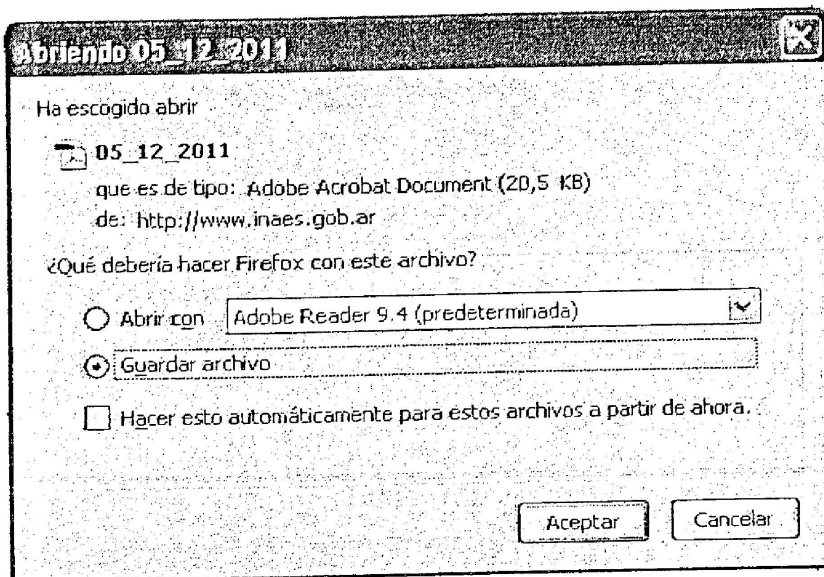 Abriendo 05_12_2011
Ha escogido abrir
05_12_2011
que es de tipo: Adobe Acrobat Document (20,5 KB)
de: http://www.inaes.gob.ar
¿Qué debería hacer Firefox con este archivo?
Abrir con Adobe Reader 9.4 (predeterminada)
Guardar archivo
Hacer esto automáticamente para estos archivos a partir de ahora.
Aceptar Cancelar